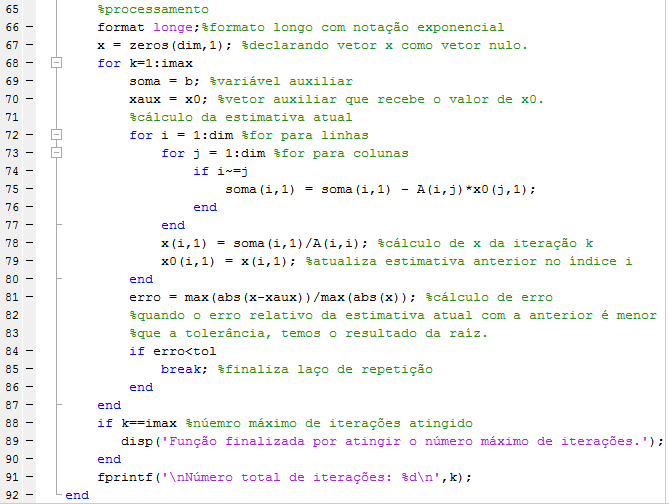 65 %processamento
66 – format longe;%formato longo com notação exponencial
67 – x = zeros(dim,1); %declarando vetor x como vetor nulo.
68 – for k=1:imax
69 – soma = b; %variável auxiliar
70 – xaux = x0; %vetor auxiliar que recebe o valor de x0.
71 %cálculo da estimativa atual
72 – for i = 1:dim %for para linhas
73 – for j = 1:dim %for para colunas
74 – if i~=j
75 – soma(i,1) = soma(i,1) - A(i,j)*x0(j,1);
76 – end
77 – end
78 – x(i,1) = soma(i,1)/A(i,i); %cálculo de x da iteração k
79 – x0(i,1) = x(i,1); %atualiza estimativa anterior no índice i
80 – end
81 – erro = max(abs(x-xaux))/max(abs(x)); %cálculo de erro
82 %quando o erro relativo da estimativa atual com a anterior é menor
83 %que a tolerância, temos o resultado da raíz.
84 – if erro<tol
85 – break; %finaliza laço de repetição
86 – end
87 – end
88 – if k==imax %núemro máximo de iterações atingido
89 – disp('Função finalizada por atingir o número máximo de iterações.');
90 – end
91 – fprintf('\nNúmero total de iterações: %d\n',k);
92 – end